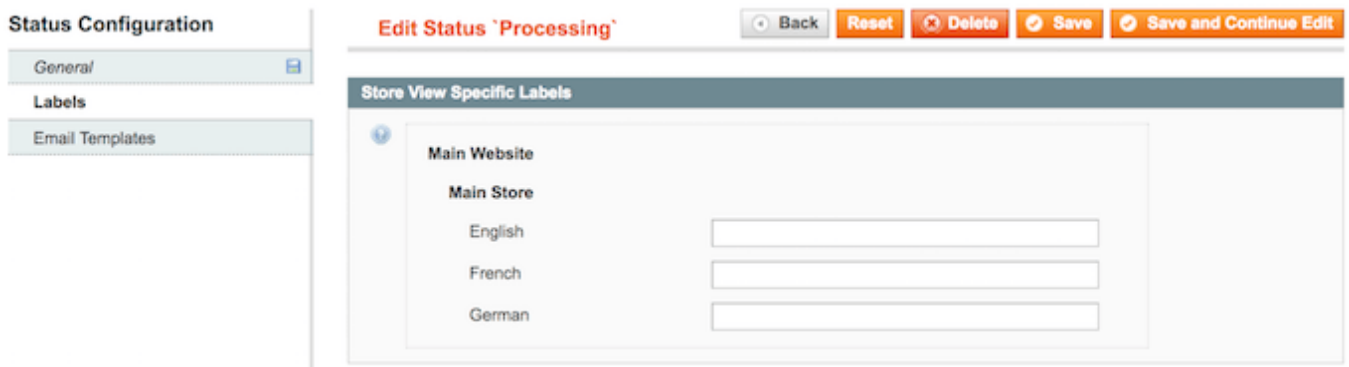 Status Configuration
General
Labels
Email Templates
Edit Status `Processing`
Back Reset Delete Save Save and Continue Edit
Store View Specific Labels
Main Website
Main Store
English
French
German